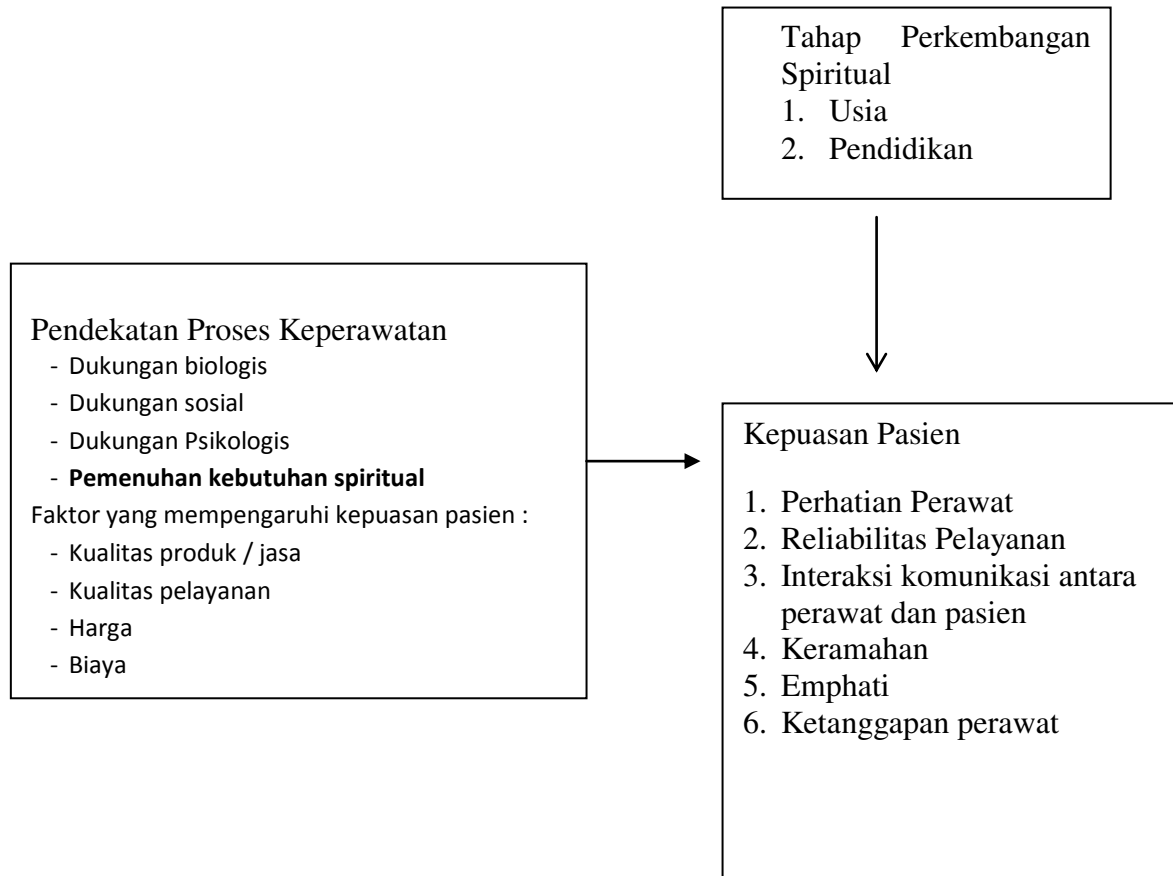 Tahap Perkembangan
Spiritual
1. Usia
2. Pendidikan
Pendekatan Proses Keperawatan
- Dukungan biologis
- Dukungan sosial
- Dukungan Psikologis
- Pemenuhan kebutuhan spiritual
Faktor yang mempengaruhi kepuasan pasien :
- Kualitas produk / jasa
- Kualitas pelayanan
- Harga
- Biaya
Kepuasan Pasien
1. Perhatian Perawat
2. Reliabilitas Pelayanan
3. Interaksi komunikasi antara
perawat dan pasien
4. Keramahan
5. Emphati
6. Ketanggapan perawat